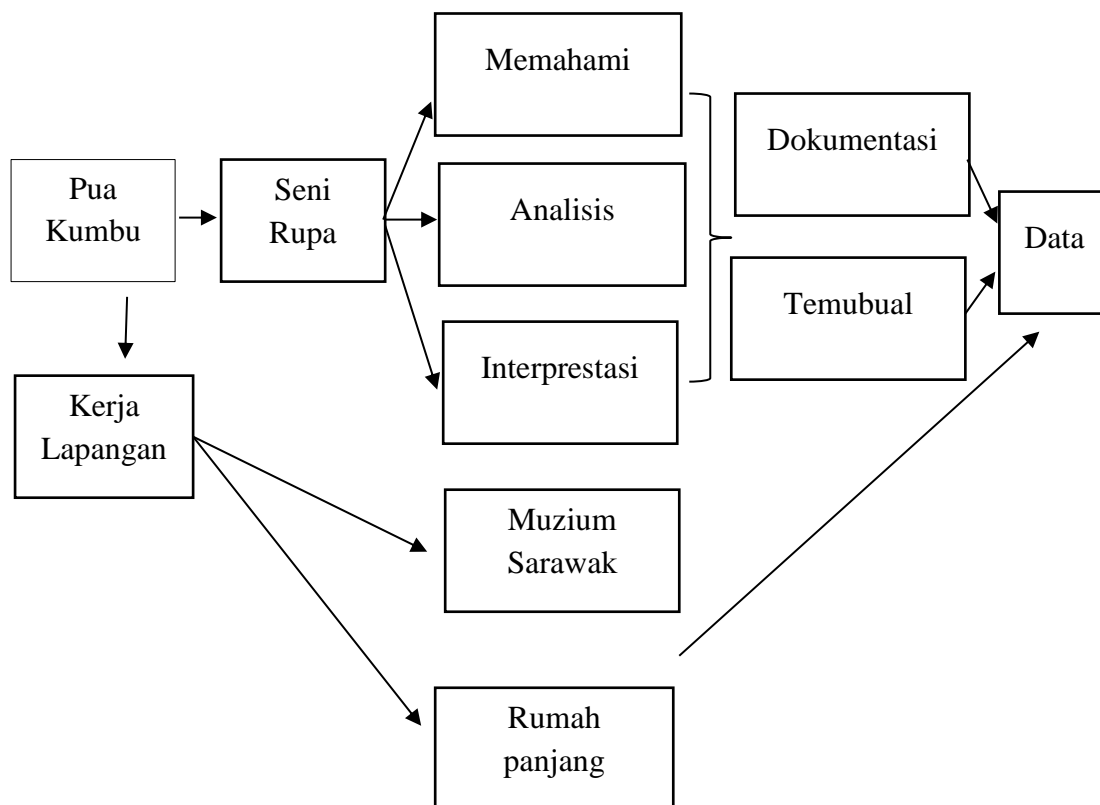 Memahami
Dokumentasi
Pua
Kumbu
Seni
Rupa
Analisis
Data
Temubual
Interprestasi
Kerja
Lapangan
Muzium
Sarawak
Rumah
panjang